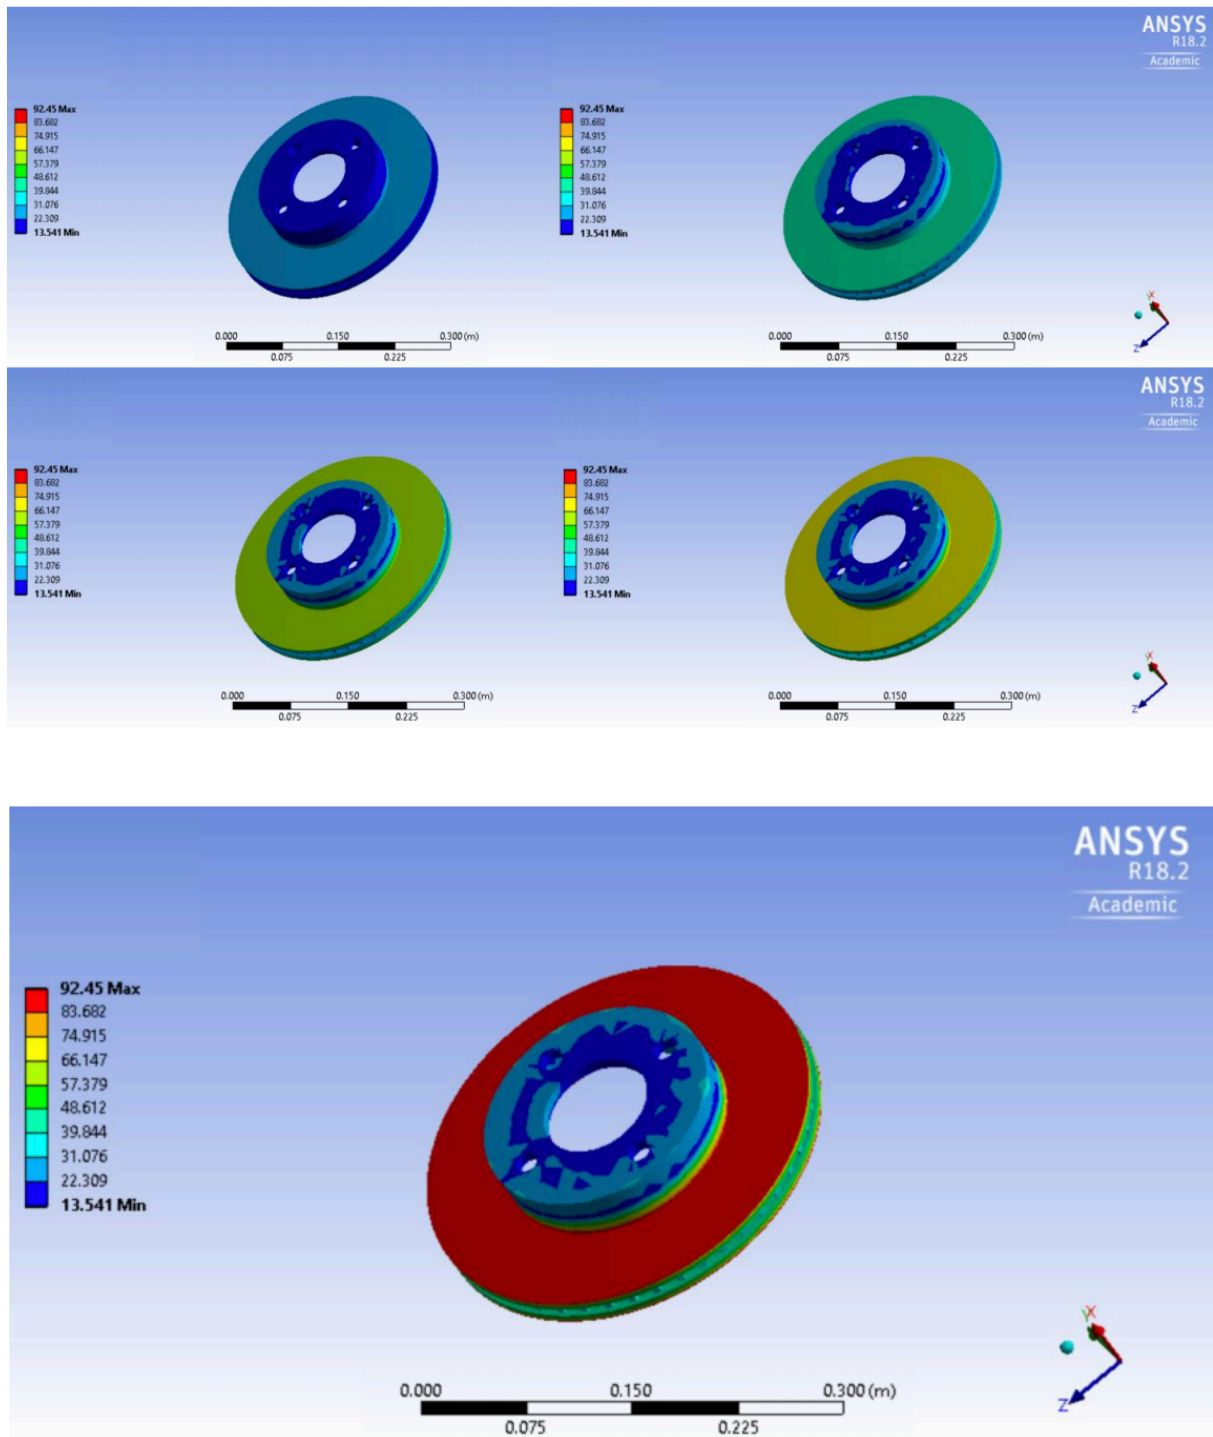 ANSYS
R18.2
Academic
92.45 Max
83.682
74.915
66.147
57.379
48.612
39.844
31.076
22.309
13.541 Min
92.45 Max
83.682
74.915
66.147
57.379
48.612
39.844
31.076
22.309
13.541 Min
0.000 0.150 0.300 (m)
0.075 0.225
0.000 0.150 0.300 (m)
0.075 0.225
Y X
Z
ANSYS
R18.2
Academic
92.45 Max
83.682
74.915
66.147
57.379
48.612
39.844
31.076
22.309
13.541 Min
92.45 Max
83.682
74.915
66.147
57.379
48.612
39.844
31.076
22.309
13.541 Min
0.000 0.150 0.300 (m)
0.075 0.225
0.000 0.150 0.300 (m)
0.075 0.225
Y X
Z
ANSYS
R18.2
Academic
92.45 Max
83.682
74.915
66.147
57.379
48.612
39.844
31.076
22.309
13.541 Min
0.000 0.150 0.300 (m)
0.075 0.225
Y X
Z